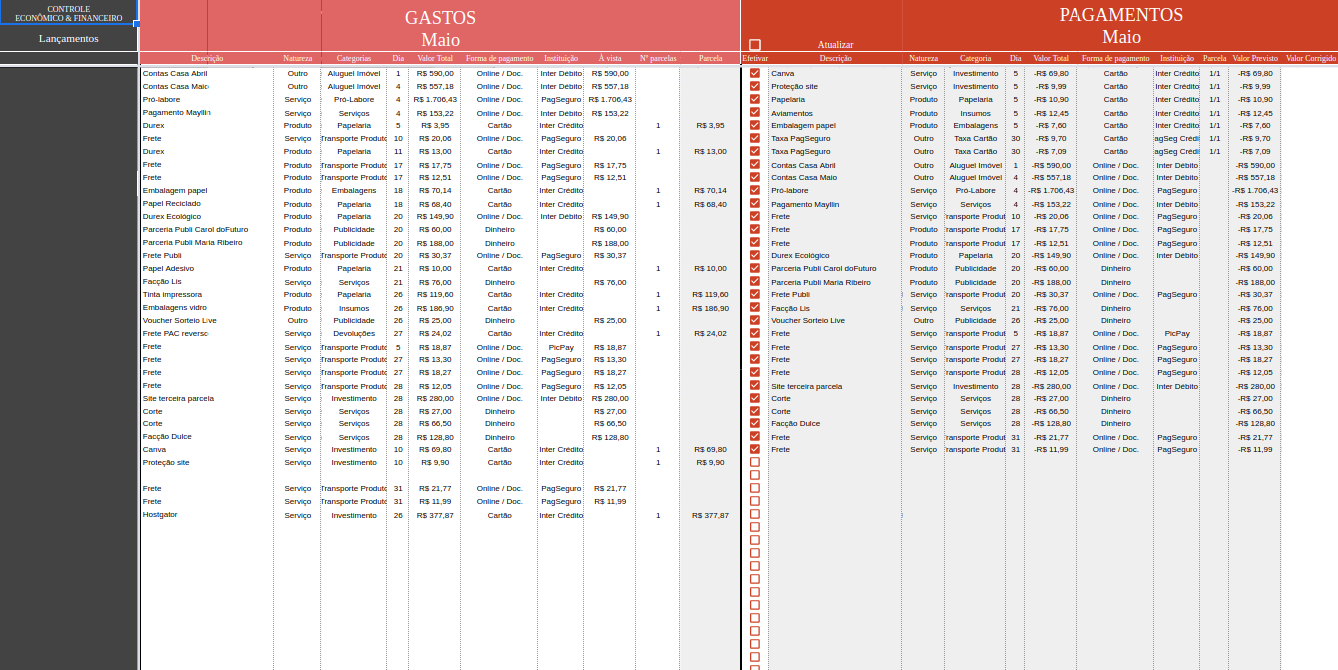 CONTROLE
ECONÔMICO & FINANCEIRO
Lançamentos
GASTOS
Maio
Descrição Natureza Categorias Dia Valor Total Forma de pagamento Instituição À vista Nº parcelas Parcela
Contas Casa Abril Outro Aluguel Imóvel 1 R$ 590,00 Online / Doc. Inter Débito R$ 590,00
Contas Casa Maio Outro Aluguel Imóvel 4 R$ 557,18 Online / Doc. Inter Débito R$ 557,18
Pró-labore Serviço Pró-Labore 4 R$ 1.706,43 Online / Doc. PagSeguro R$ 1.706,43
Pagamento Mayllin Serviço Serviços 4 R$ 153,22 Online / Doc. Inter Débito R$ 153,22
Durex Produto Papelaria 5 R$ 3,95 Cartão Inter Crédito 1 R$ 3,95
Frete Serviço Transporte Produto 10 R$ 20,06 Online / Doc. PagSeguro R$ 20,06
Durex Produto Papelaria 11 R$ 13,00 Cartão Inter Crédito 1 R$ 13,00
Frete Produto Transporte Produto 17 R$ 17,75 Online / Doc. PagSeguro R$ 17,75
Frete Produto Transporte Produto 17 R$ 12,51 Online / Doc. PagSeguro R$ 12,51
Embalagem papel Produto Embalagens 18 R$ 70,14 Cartão Inter Crédito 1 R$ 70,14
Papel Reciclado Produto Papelaria 18 R$ 68,40 Cartão Inter Crédito 1 R$ 68,40
Durex Ecológico Produto Papelaria 20 R$ 149,90 Online / Doc. Inter Débito R$ 149,90
Parceria Publi Carol doFuturo Produto Publicidade 20 R$ 60,00 Dinheiro R$ 60,00
Parceria Publi Maria Ribeiro Produto Publicidade 20 R$ 188,00 Dinheiro R$ 188,00
Frete Publi Serviço Transporte Produto 20 R$ 30,37 Online / Doc. PagSeguro R$ 30,37
Papel Adesivo Produto Papelaria 21 R$ 10,00 Cartão Inter Crédito 1 R$ 10,00
Facção Lis Serviço Serviços 21 R$ 76,00 Dinheiro R$ 76,00
Tinta impressora Produto Papelaria 26 R$ 119,60 Cartão Inter Crédito 1 R$ 119,60
Embalagens vidro Produto Insumos 26 R$ 186,90 Cartão Inter Crédito 1 R$ 186,90
Voucher Sorteio Live Outro Publicidade 26 R$ 25,00 Dinheiro R$ 25,00
Frete PAC reverso Serviço Devoluções 27 R$ 24,02 Cartão Inter Crédito 1 R$ 24,02
Frete Serviço Transporte Produto 5 R$ 18,87 Online / Doc. PicPay R$ 18,87
Frete Serviço Transporte Produto 27 R$ 13,30 Online / Doc. PagSeguro R$ 13,30
Frete Serviço Transporte Produto 27 R$ 18,27 Online / Doc. PagSeguro R$ 18,27
Frete Serviço Transporte Produto 28 R$ 12,05 Online / Doc. PagSeguro R$ 12,05
Site terceira parcela Serviço Investimento 28 R$ 280,00 Online / Doc. Inter Débito R$ 280,00
Corte Serviço Serviços 28 R$ 27,00 Dinheiro R$ 27,00
Corte Serviço Serviços 28 R$ 66,50 Dinheiro R$ 66,50
Facção Dulce Serviço Serviços 28 R$ 128,80 Dinheiro R$ 128,80
Canva Serviço Investimento 10 R$ 69,80 Cartão Inter Crédito 1 R$ 69,80
Proteção site Serviço Investimento 10 R$ 9,90 Cartão Inter Crédito 1 R$ 9,90
Frete Serviço Transporte Produto 31 R$ 21,77 Online / Doc. PagSeguro R$ 21,77
Frete Serviço Transporte Produto 31 R$ 11,99 Online / Doc. PagSeguro R$ 11,99
Hostgator Serviço Investimento 26 R$ 377,87 Cartão Inter Crédito 1 R$ 377,87
PAGAMENTOS
Maio
Atualizar
Efetivar Descrição Natureza Categoria Dia Valor Total Forma de pagamento Instituição Parcela Valor Previsto Valor Corrigido
Canva Serviço Investimento 5 -R$ 69,80 Cartão Inter Crédito 1/1 -R$ 69,80
Proteção site Serviço Investimento 5 -R$ 9,99 Cartão Inter Crédito 1/1 -R$ 9,99
Papelaria Produto Papelaria 5 -R$ 10,90 Cartão Inter Crédito 1/1 -R$ 10,90
Aviamentos Produto Insumos 5 -R$ 12,45 Cartão Inter Crédito 1/1 -R$ 12,45
Embalagem papel Produto Embalagens 5 -R$ 7,60 Cartão Inter Crédito 1/1 -R$ 7,60
Taxa PagSeguro Outro Taxa Cartão 30 -R$ 9,70 Cartão agSeg Crédi 1/1 -R$ 9,70
Taxa PagSeguro Outro Taxa Cartão 30 -R$ 7,09 Cartão agSeg Crédi 1/1 -R$ 7,09
Contas Casa Abril Outro Aluguel Imóvel 1 -R$ 590,00 Online / Doc. Inter Débito -R$ 590,00
Contas Casa Maio Outro Aluguel Imóvel 4 -R$ 557,18 Online / Doc. Inter Débito -R$ 557,18
Pró-labore Serviço Pró-Labore 4 -R$ 1.706,43 Online / Doc. PagSeguro -R$ 1.706,43
Pagamento Mayllin Serviço Serviços 4 -R$ 153,22 Online / Doc. Inter Débito -R$ 153,22
Frete Serviço ransporte Produt 10 -R$ 20,06 Online / Doc. PagSeguro -R$ 20,06
Frete Produto ransporte Produt 17 -R$ 17,75 Online / Doc. PagSeguro -R$ 17,75
Frete Produto ransporte Produt 17 -R$ 12,51 Online / Doc. PagSeguro -R$ 12,51
Durex Ecológico Produto Papelaria 20 -R$ 149,90 Online / Doc. Inter Débito -R$ 149,90
Parceria Publi Carol doFuturo Produto Publicidade 20 -R$ 60,00 Dinheiro -R$ 60,00
Parceria Publi Maria Ribeiro Produto Publicidade 20 -R$ 188,00 Dinheiro -R$ 188,00
Frete Publi Serviço ransporte Produt 20 -R$ 30,37 Online / Doc. PagSeguro -R$ 30,37
Facção Lis Serviço Serviços 21 -R$ 76,00 Dinheiro -R$ 76,00
Voucher Sorteio Live Outro Publicidade 26 -R$ 25,00 Dinheiro -R$ 25,00
Frete Serviço ransporte Produt 5 -R$ 18,87 Online / Doc. PicPay -R$ 18,87
Frete Serviço ransporte Produt 27 -R$ 13,30 Online / Doc. PagSeguro -R$ 13,30
Frete Serviço ransporte Produt 27 -R$ 18,27 Online / Doc. PagSeguro -R$ 18,27
Frete Serviço ransporte Produt 28 -R$ 12,05 Online / Doc. PagSeguro -R$ 12,05
Site terceira parcela Serviço Investimento 28 -R$ 280,00 Online / Doc. Inter Débito -R$ 280,00
Corte Serviço Serviços 28 -R$ 27,00 Dinheiro -R$ 27,00
Corte Serviço Serviços 28 -R$ 66,50 Dinheiro -R$ 66,50
Facção Dulce Serviço Serviços 28 -R$ 128,80 Dinheiro -R$ 128,80
Frete Serviço ransporte Produt 31 -R$ 21,77 Online / Doc. PagSeguro -R$ 21,77
Frete Serviço ransporte Produt 31 -R$ 11,99 Online / Doc. PagSeguro -R$ 11,99